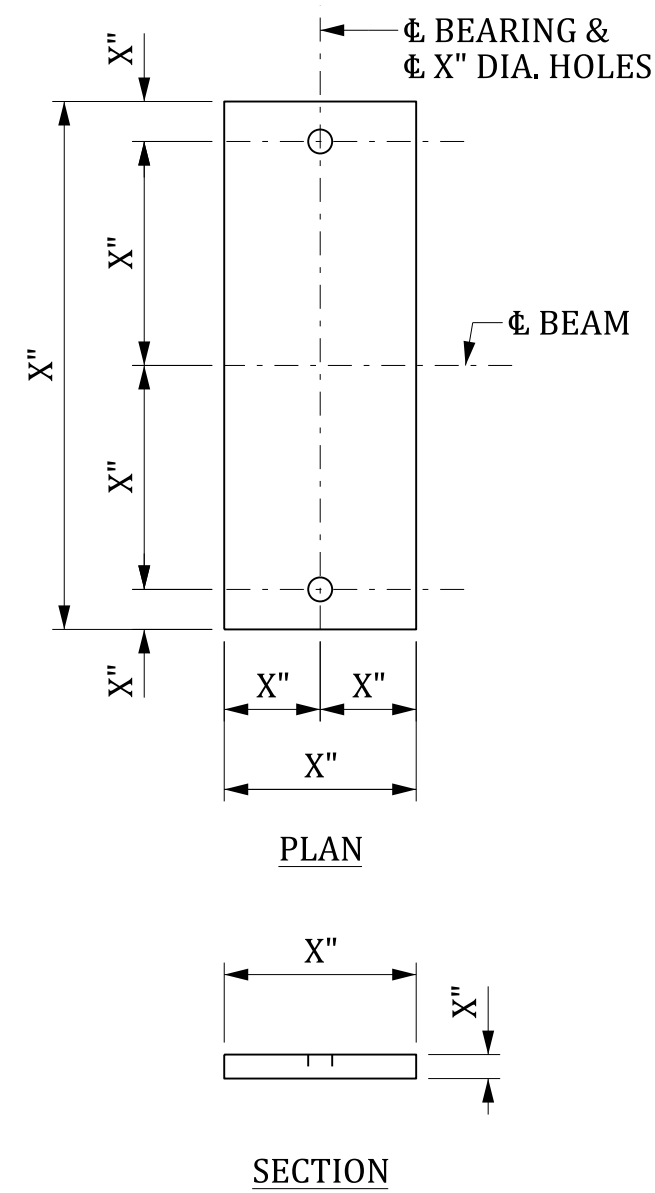 ℄ BEARING &
℄ X" DIA. HOLES
X"
X"
X"
℄ BEAM
X"
X"
X" X"
X"
PLAN
X"
X"
SECTION